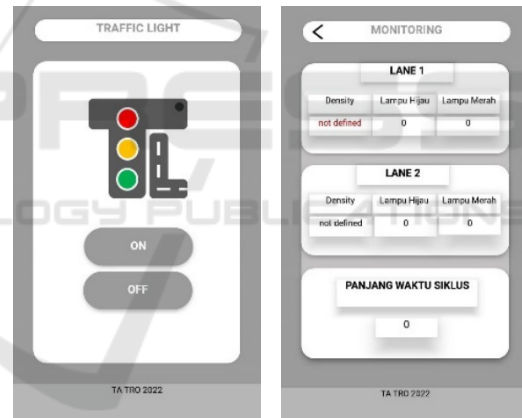 TRAFFIC LIGHT
ON
OFF
TA TRO 2022
MONITORING
LANE 1
Density Lampu Hijau Lampu Merah
not defined 0 0
LANE 2
Density Lampu Hijau Lampu Merah
not defined 0 0
PANJANG WAKTU SIKLUS
0
TA TRO 2022